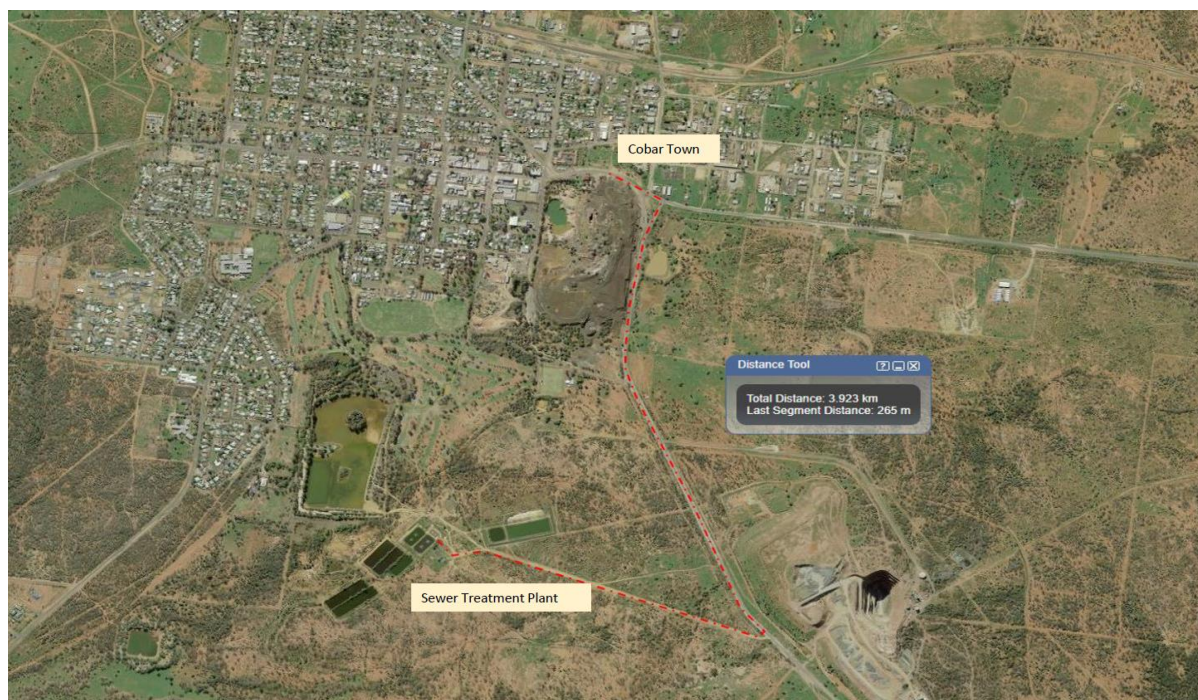 Cobar Town
Distance Tool
Total Distance: 3.923 km
Last Segment Distance: 265 m
Sewer Treatment Plant